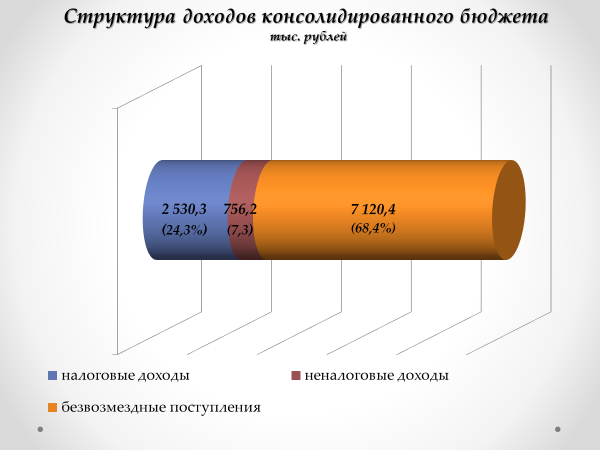 Структура доходов консолидированного бюджета
тыс. рублей
2 530,3 756,2 7 120,4
(24,3%) (7,3) (68,4%)
налоговые доходы неналоговые доходы
безвозмездные поступления